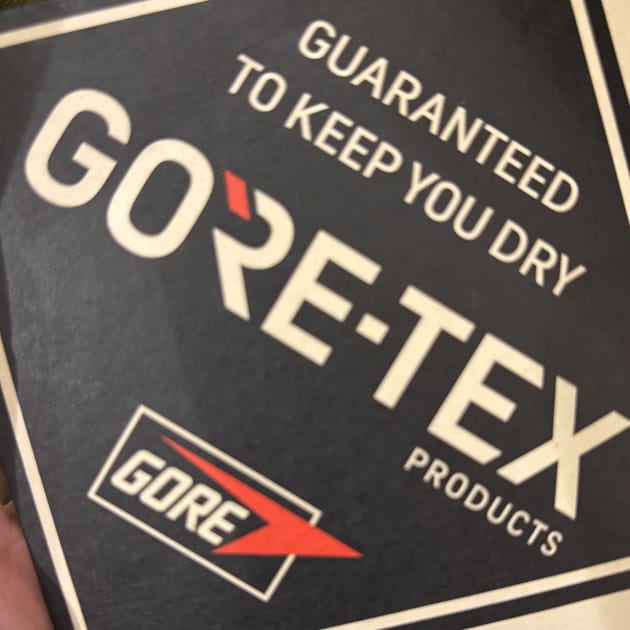 GUARANTEED
TO KEEP YOU DRY
GORE-TEX
PRODUCTS
GORE